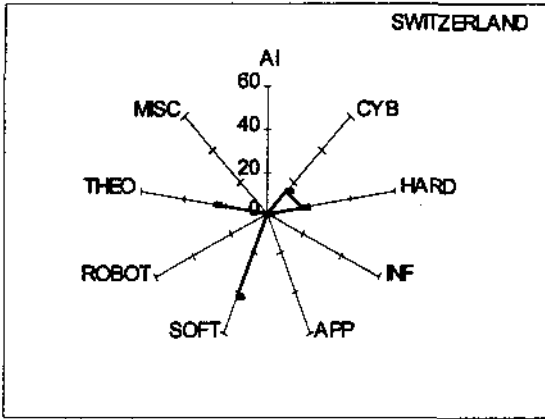 SWITZERLAND
AI
60
MISC
CYB
40
20
THEO
HARD
0
ROBOT
INF
SOFT
APP